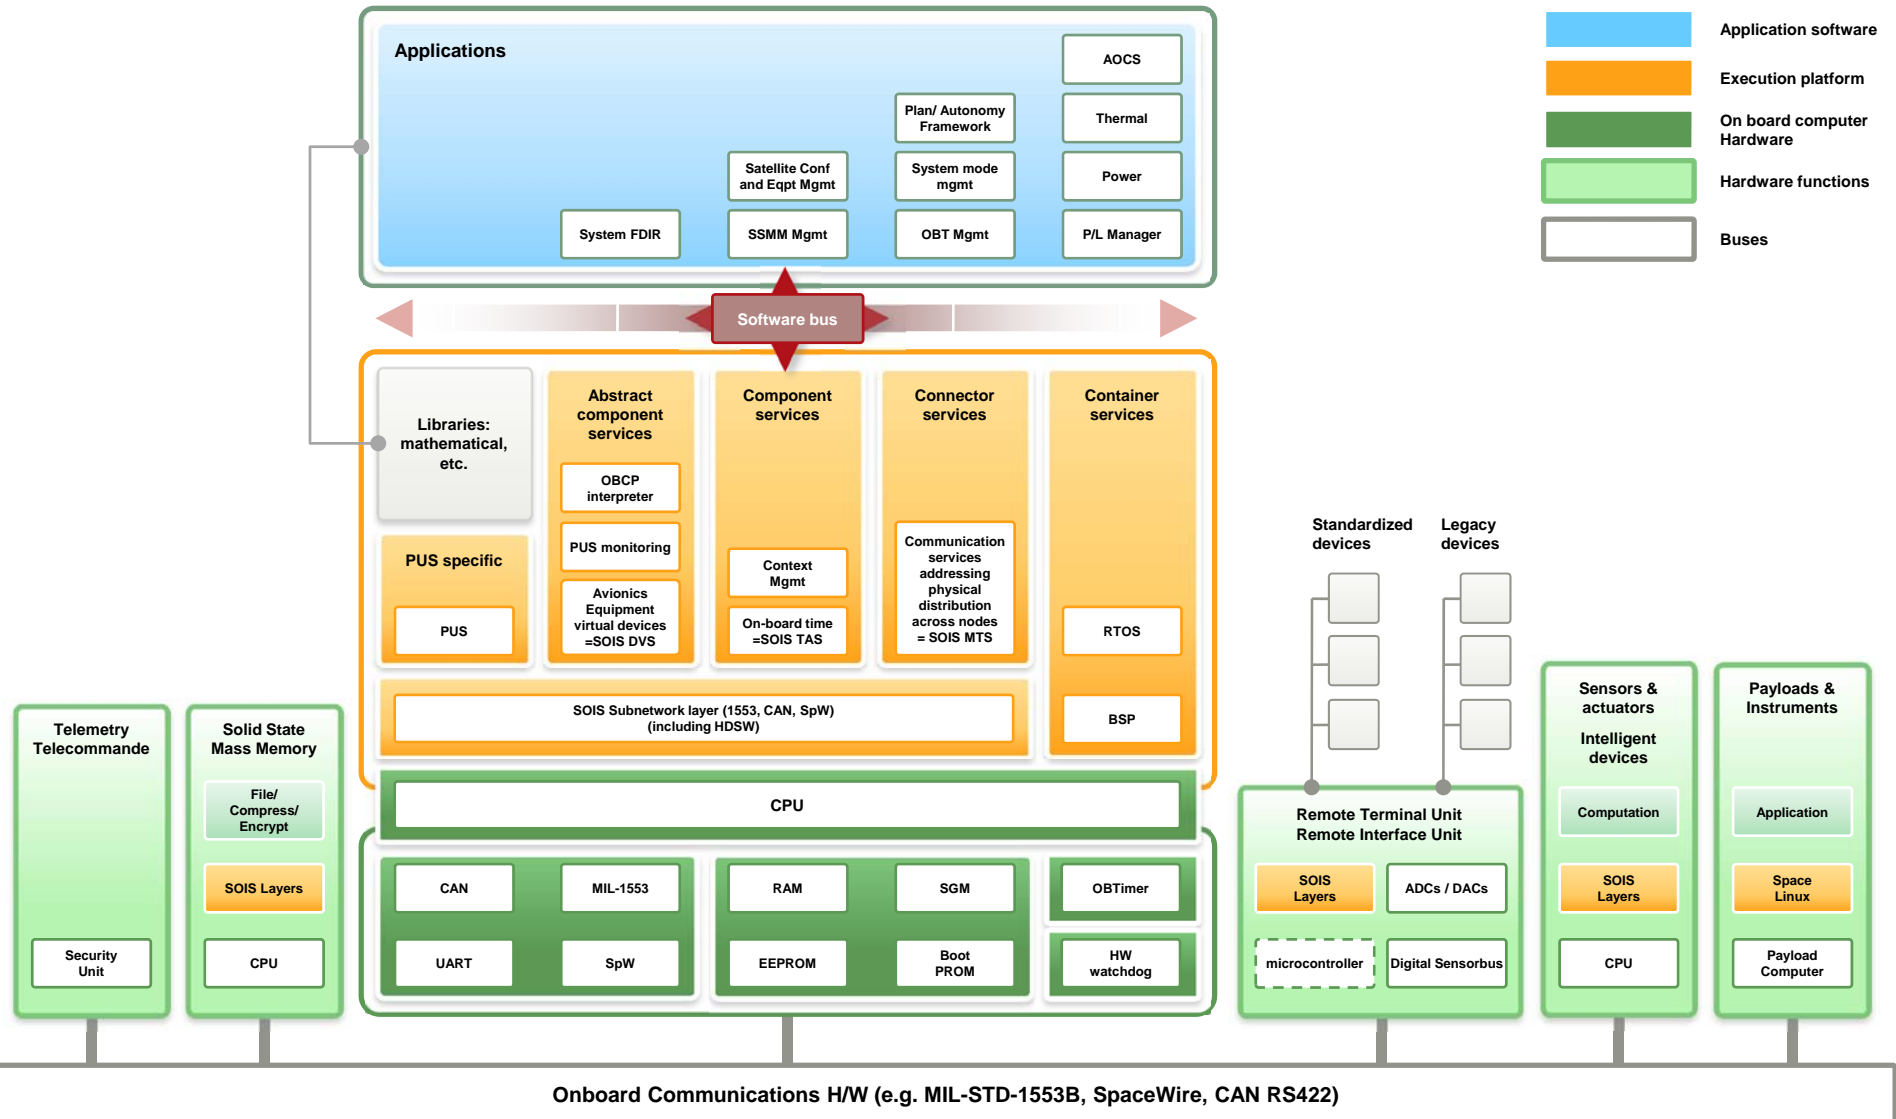 Applications
AOCS
Plan/ Autonomy
Framework
Thermal
Satellite Conf
and Eqpt Mgmt
System mode
mgmt
Power
System FDIR
SSMM Mgmt
OBT Mgmt
P/L Manager
Application software
Execution platform
On board computer
Hardware
Hardware functions
Buses
Software bus
Libraries:
mathematical,
etc.
Abstract
component
services
OBCP
interpreter
PUS monitoring
Avionics
Equipment
virtual devices
=SOIS DVS
Component
services
Context
Mgmt
On-board time
=SOIS TAS
Connector
services
Communication
services
addressing
physical
distribution
across nodes
= SOIS MTS
Container
services
RTOS
BSP
PUS specific
PUS
SOIS Subnetwork layer (1553, CAN, SpW)
(including HDSW)
CPU
CAN
MIL-1553
RAM
SGM
OBTimer
UART
SpW
EEPROM
Boot
PROM
HW
watchdog
Telemetry
Telecommande
Security
Unit
Solid State
Mass Memory
File/
Compress/
Encrypt
SOIS Layers
CPU
Standardized
devices
Legacy
devices
Remote Terminal Unit
Remote Interface Unit
SOIS
Layers
ADCs / DACs
microcontroller
Digital Sensorbus
Sensors &
actuators
Intelligent
devices
Computation
SOIS
Layers
CPU
Payloads &
Instruments
Application
Space
Linux
Payload
Computer
Onboard Communications H/W (e.g. MIL-STD-1553B, SpaceWire, CAN RS422)